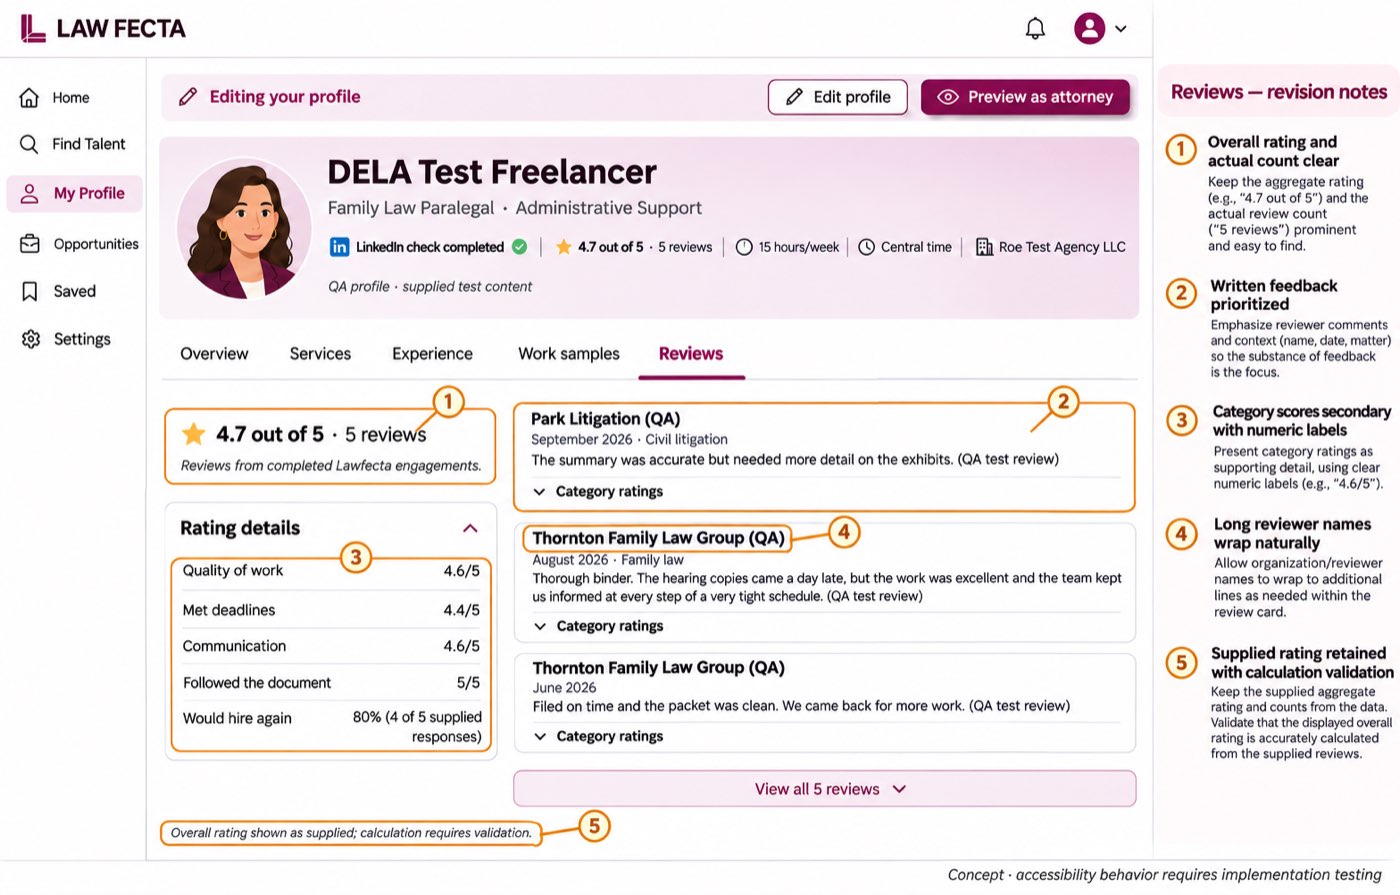 LAW FECTA
Home
Find Talent
My Profile
Opportunities
Saved
Settings
Editing your profile
Edit profile
Preview as attorney
DELA Test Freelancer
Family Law Paralegal · Administrative Support
in LinkedIn check completed
4.7 out of 5 · 5 reviews
15 hours/week
Central time
Roe Test Agency LLC
QA profile · supplied test content
Overview
Services
Experience
Work samples
Reviews
1
4.7 out of 5 · 5 reviews
Reviews from completed Lawfecta engagements.
Rating details
3
Quality of work 4.6/5
Met deadlines 4.4/5
Communication 4.6/5
Followed the document 5/5
Would hire again 80% (4 of 5 supplied
responses)
2
Park Litigation (QA)
September 2026 · Civil litigation
The summary was accurate but needed more detail on the exhibits. (QA test review)
Category ratings
Thornton Family Law Group (QA)
4
August 2026 · Family law
Thorough binder. The hearing copies came a day late, but the work was excellent and the team kept
us informed at every step of a very tight schedule. (QA test review)
Category ratings
Thornton Family Law Group (QA)
June 2026
Filed on time and the packet was clean. We came back for more work. (QA test review)
Category ratings
View all 5 reviews
Overall rating shown as supplied; calculation requires validation.
5
Reviews — revision notes
1
Overall rating and
actual count clear
Keep the aggregate rating
(e.g., “4.7 out of 5”) and the
actual review count
(“5 reviews”) prominent
and easy to find.
2
Written feedback
prioritized
Emphasize reviewer comments
and context (name, date, matter)
so the substance of feedback
is the focus.
3
Category scores secondary
with numeric labels
Present category ratings as
supporting detail, using clear
numeric labels (e.g., “4.6/5”).
4
Long reviewer names
wrap naturally
Allow organization/reviewer
names to wrap to additional
lines as needed within the
review card.
5
Supplied rating retained
with calculation validation
Keep the supplied aggregate
rating and counts from the data.
Validate that the displayed overall
rating is accurately calculated
from the supplied reviews.
Concept · accessibility behavior requires implementation testing